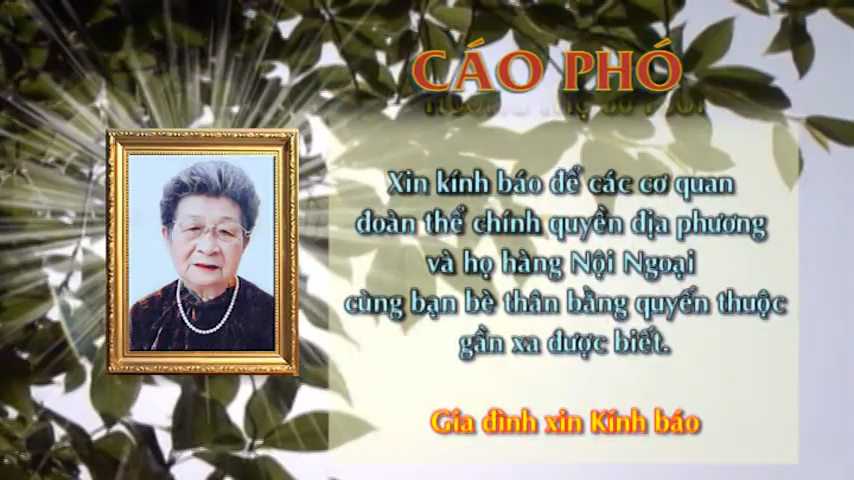 CÁO PHÓ
Xin kính báo để các cơ quan
đoàn thể chính quyền địa phương
và họ hàng Nội Ngoại
cùng bạn bè thân bằng quyến thuộc
gần xa được biết.
Gia đình xin Kính báo